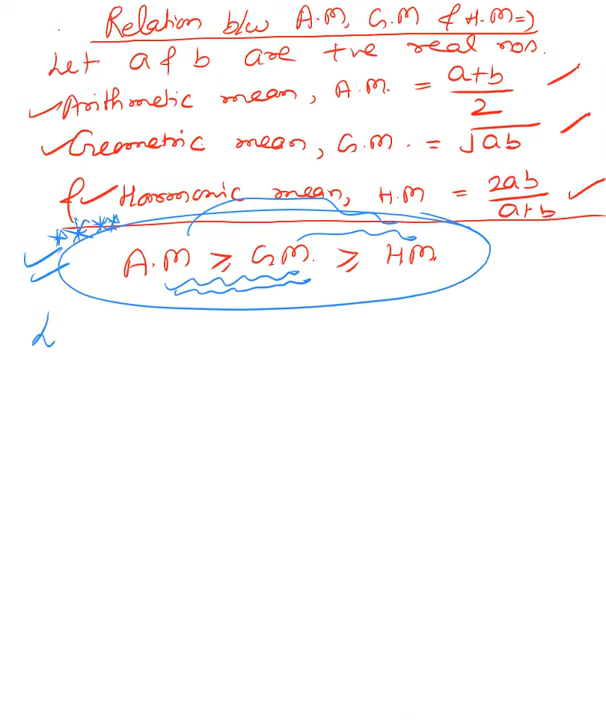 Relation b/w A.M, G.M & H.M =)
Let a & b are +ve real nos.
Arithmetic mean, A.M. = a+b/2
Geometric mean, G.M. = √ab
& Harmonic mean, H.M = 2ab/a+b
A.M ≥ G.M. ≥ H.M.